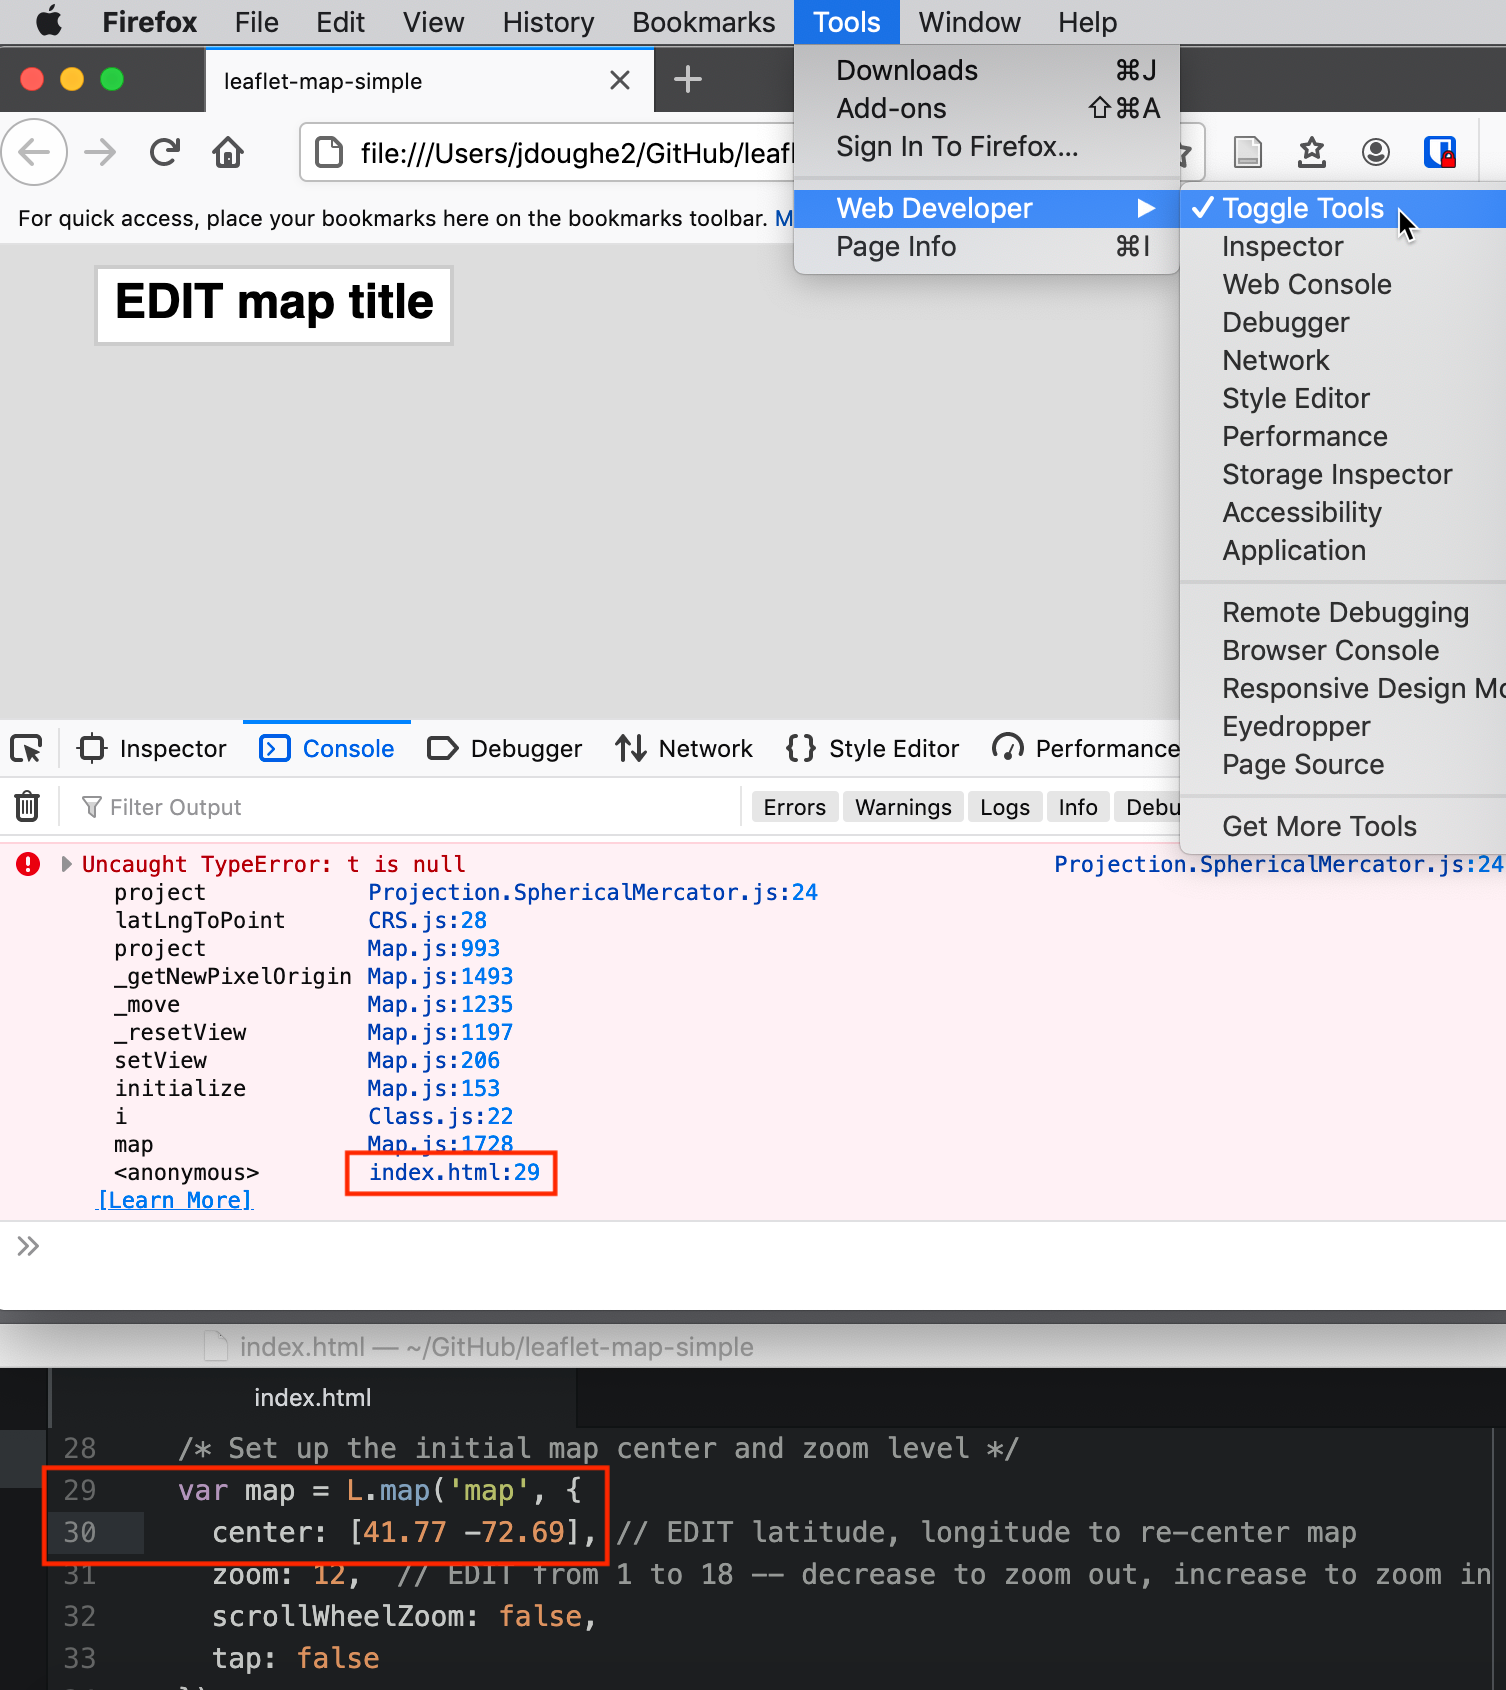 Firefox File Edit View History Bookmarks Tools Window Help
leaflet-map-simple
Downloads ⌘J
Add-ons ⇧⌘A
Sign In To Firefox...
file:///Users/jdoughe2/GitHub/leafl
For quick access, place your bookmarks here on the bookmarks toolbar. M
Web Developer
Page Info ⌘I
Toggle Tools
Inspector
Web Console
Debugger
Network
Style Editor
Performance
Storage Inspector
Accessibility
Application
Remote Debugging
Browser Console
Responsive Design Mo
Eyedropper
Page Source
Get More Tools
EDIT map title
Inspector Console Debugger Network Style Editor Performance
Filter Output Errors Warnings Logs Info Debu
Uncaught TypeError: t is null Projection.SphericalMercator.js:24
project Projection.SphericalMercator.js:24
latLngToPoint CRS.js:28
project Map.js:993
_getNewPixelOrigin Map.js:1493
_move Map.js:1235
_resetView Map.js:1197
setView Map.js:206
initialize Map.js:153
i Class.js:22
map Map.js:1728
<anonymous> index.html:29
[Learn More]
index.html — ~/GitHub/leaflet-map-simple
index.html
28 /* Set up the initial map center and zoom level */
29 var map = L.map('map', {
30 center: [41.77 -72.69], // EDIT latitude, longitude to re-center map
31 zoom: 12, // EDIT from 1 to 18 -- decrease to zoom out, increase to zoom in
32 scrollWheelZoom: false,
33 tap: false